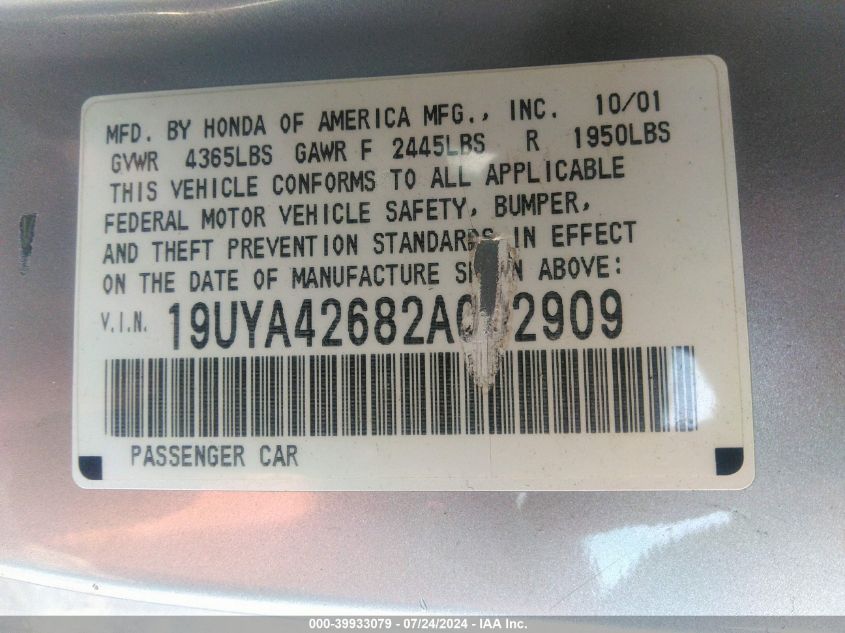 MFD. BY HONDA OF AMERICA MFG., INC. 10/01
GVWR 4365LBS GAWR F 2445LBS R 1950LBS
THIS VEHICLE CONFORMS TO ALL APPLICABLE
FEDERAL MOTOR VEHICLE SAFETY, BUMPER,
AND THEFT PREVENTION STANDARDS IN EFFECT
ON THE DATE OF MANUFACTURE SHOWN ABOVE:
V.I.N.
PASSENGER CAR
000-39933079 - 07/24/2024 - IAA Inc.